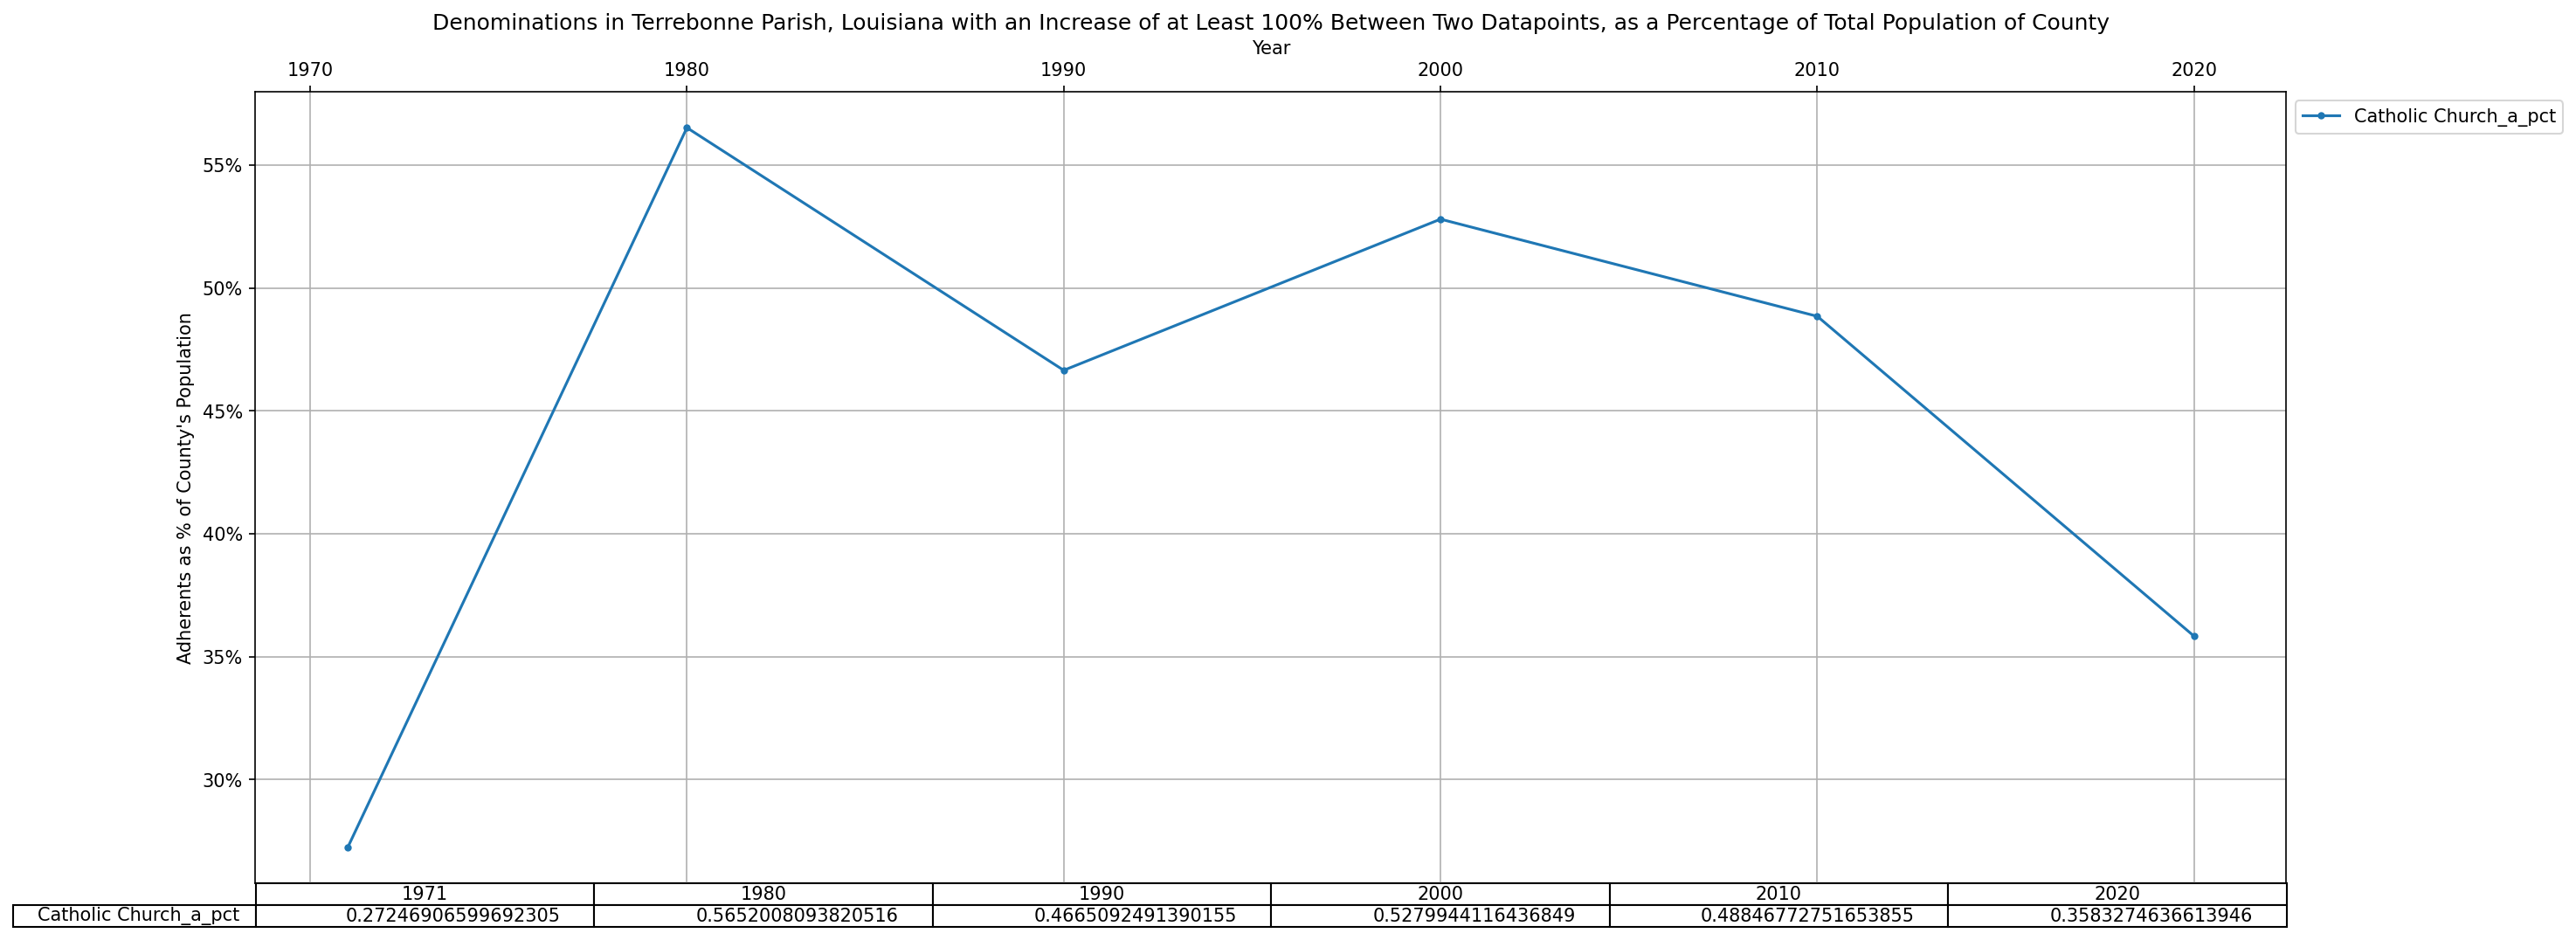 Denominations in Terrebonne Parish, Louisiana with an Increase of at Least 100% Between Two Datapoints, as a Percentage of Total Population of County
Year
1970 1980 1990 2000 2010 2020
Catholic Church_a_pct
55%
50%
45%
40%
35%
30%
Adherents as % of County's Population
1971 1980 1990 2000 2010 2020
Catholic Church_a_pct 0.27246906599692305 0.5652008093820516 0.4665092491390155 0.5279944116436849 0.48846772751653855 0.3583274636613946